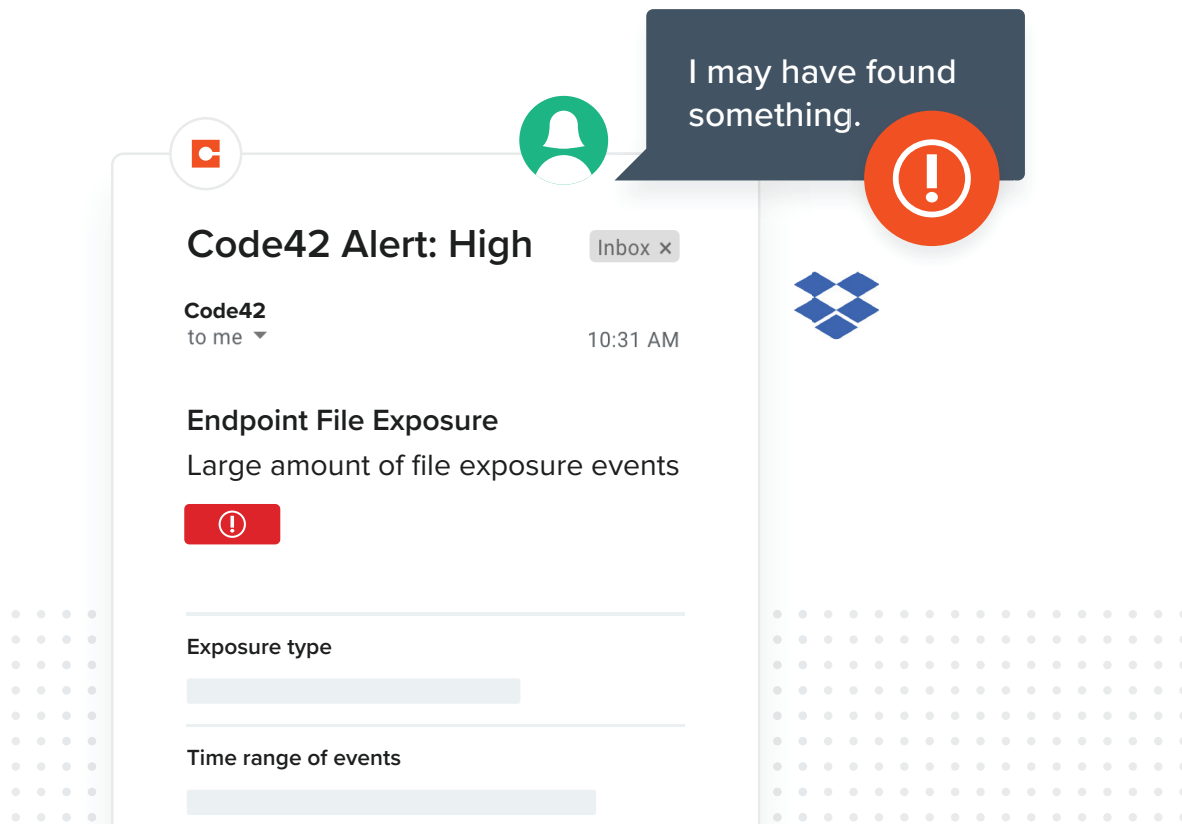 I may have found
something.
Code42 Alert: High
Inbox ×
Code42
to me
10:31 AM
Endpoint File Exposure
Large amount of file exposure events
Exposure type
Time range of events